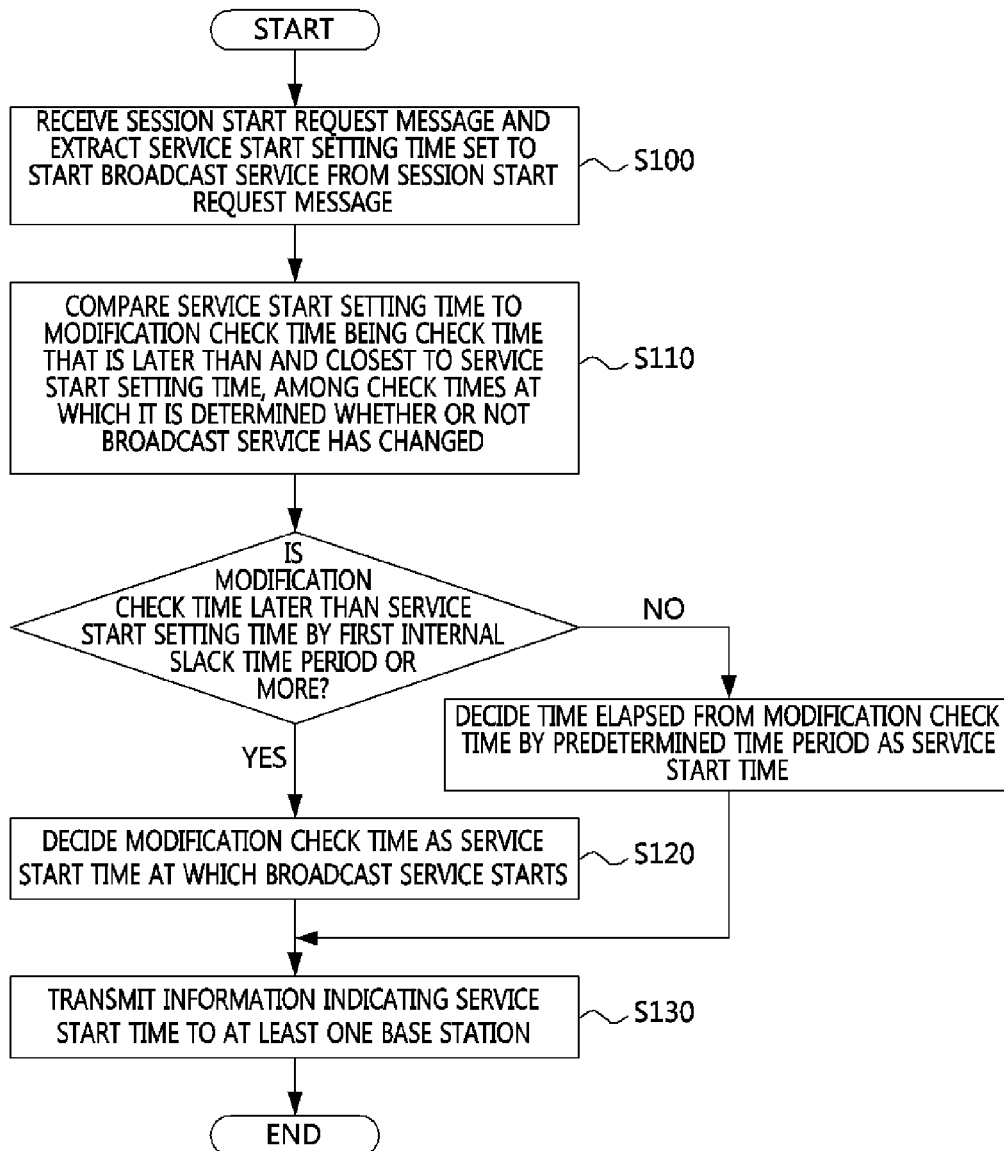 START
RECEIVE SESSION START REQUEST MESSAGE AND
EXTRACT SERVICE START SETTING TIME SET TO
START BROADCAST SERVICE FROM SESSION START
REQUEST MESSAGE
S100
COMPARE SERVICE START SETTING TIME TO
MODIFICATION CHECK TIME BEING CHECK TIME
THAT IS LATER THAN AND CLOSEST TO SERVICE
START SETTING TIME, AMONG CHECK TIMES AT
WHICH IT IS DETERMINED WHETHER OR NOT
BROADCAST SERVICE HAS CHANGED
S110
IS
MODIFICATION
CHECK TIME LATER THAN SERVICE
START SETTING TIME BY FIRST INTERNAL
SLACK TIME PERIOD OR
MORE?
NO
YES
DECIDE TIME ELAPSED FROM MODIFICATION CHECK
TIME BY PREDETERMINED TIME PERIOD AS SERVICE
START TIME
DECIDE MODIFICATION CHECK TIME AS SERVICE
START TIME AT WHICH BROADCAST SERVICE STARTS
S120
TRANSMIT INFORMATION INDICATING SERVICE
START TIME TO AT LEAST ONE BASE STATION
S130
END